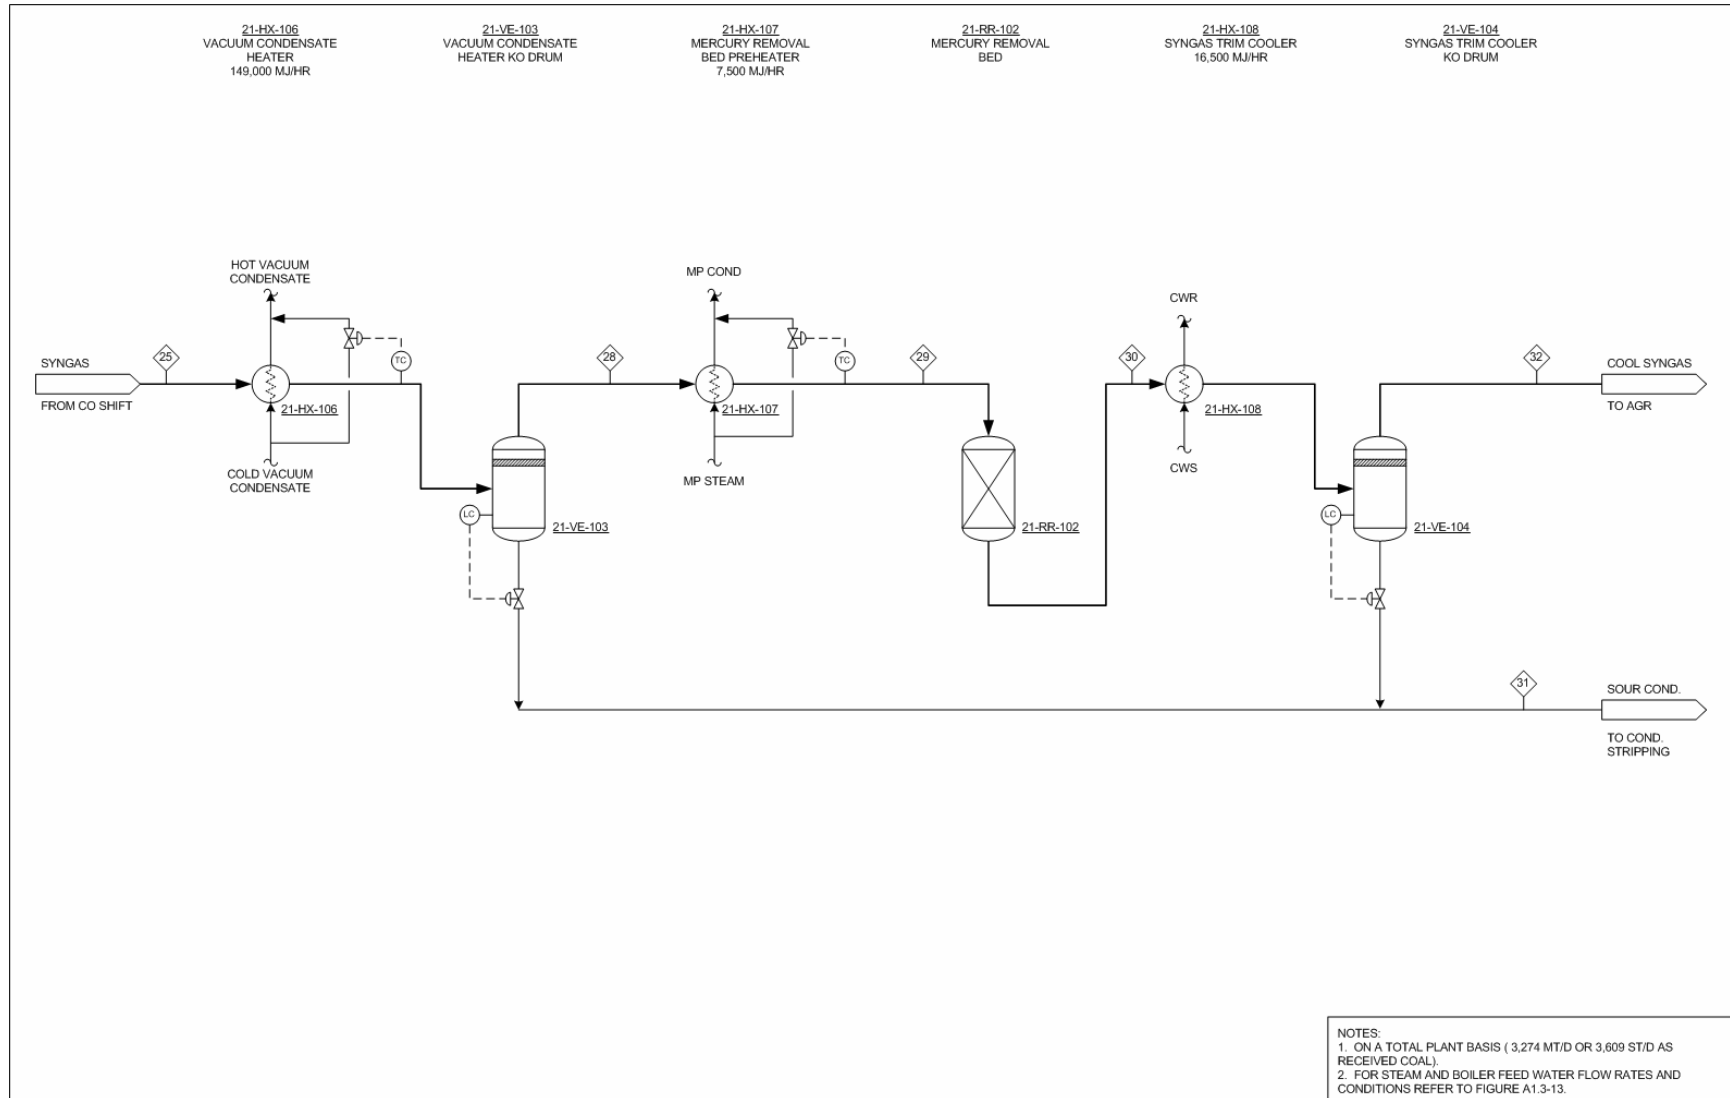 21-HX-106
VACUUM CONDENSATE
HEATER
149,000 MJ/HR
21-VE-103
VACUUM CONDENSATE
HEATER KO DRUM
21-HX-107
MERCURY REMOVAL
BED PREHEATER
7,500 MJ/HR
21-RR-102
MERCURY REMOVAL
BED
21-HX-108
SYNGAS TRIM COOLER
16,500 MJ/HR
21-VE-104
SYNGAS TRIM COOLER
KO DRUM
HOT VACUUM
CONDENSATE
MP COND
CWR
SYNGAS
25
TC
28
TC
29
30
32
COOL SYNGAS
FROM CO SHIFT
21-HX-106
21-HX-107
21-HX-108
TO AGR
COLD VACUUM
CONDENSATE
MP STEAM
CWS
LC
21-VE-103
21-RR-102
LC
21-VE-104
31
SOUR COND.
TO COND.
STRIPPING
NOTES:
1. ON A TOTAL PLANT BASIS ( 3,274 MT/D OR 3,609 ST/D AS
RECEIVED COAL).
2. FOR STEAM AND BOILER FEED WATER FLOW RATES AND
CONDITIONS REFER TO FIGURE A1.3-13.